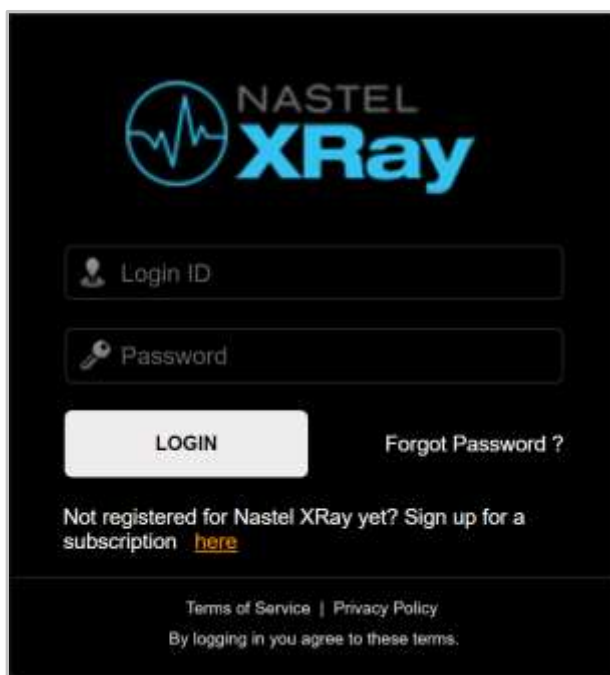 NASTEL
XRay
Login ID
Password
LOGIN
Forgot Password ?
Not registered for Nastel XRay yet? Sign up for a
subscription here
Terms of Service | Privacy Policy
By logging in you agree to these terms.